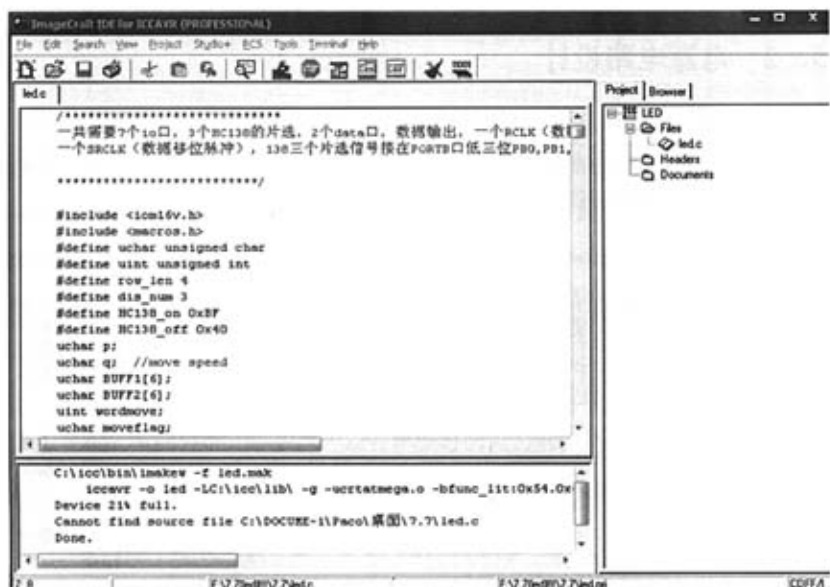 ImageCraft IDE for ICCAVR (PROFESSIONAL)
File Edit Search View Project Studio+ RCS Tools Terminal Help
led.c
Project Browser
/****************************
一共需要7个io口, 3个HC138的片选, 2个data口, 数据输出, 一个RCLK (数
一个SRCLK (数据移位脉冲), 138三个片选信号接在PORTB口低三位PB0,PB1,
**************************/
#include <iom16v.h>
#include <macros.h>
#define uchar unsigned char
#define uint unsigned int
#define row_len 4
#define dis_num 3
#define HC138_on 0xBF
#define HC138_off 0x40
uchar p;
uchar q; //move speed
uchar BUFF1[6];
uchar BUFF2[6];
uint wordmove;
uchar moveflag;
LED
Files
led.c
Headers
Documents
C:\icc\bin\imakew -f led.mak
iccavr -o led -LC:\icc\lib\ -g -ucrtatmega.o -bfunc_lit:0x54.0x
Device 21% full.
Cannot find source file C:\DOCUME~1\Paco\桌面\7.7\led.c
Done.
COFF/